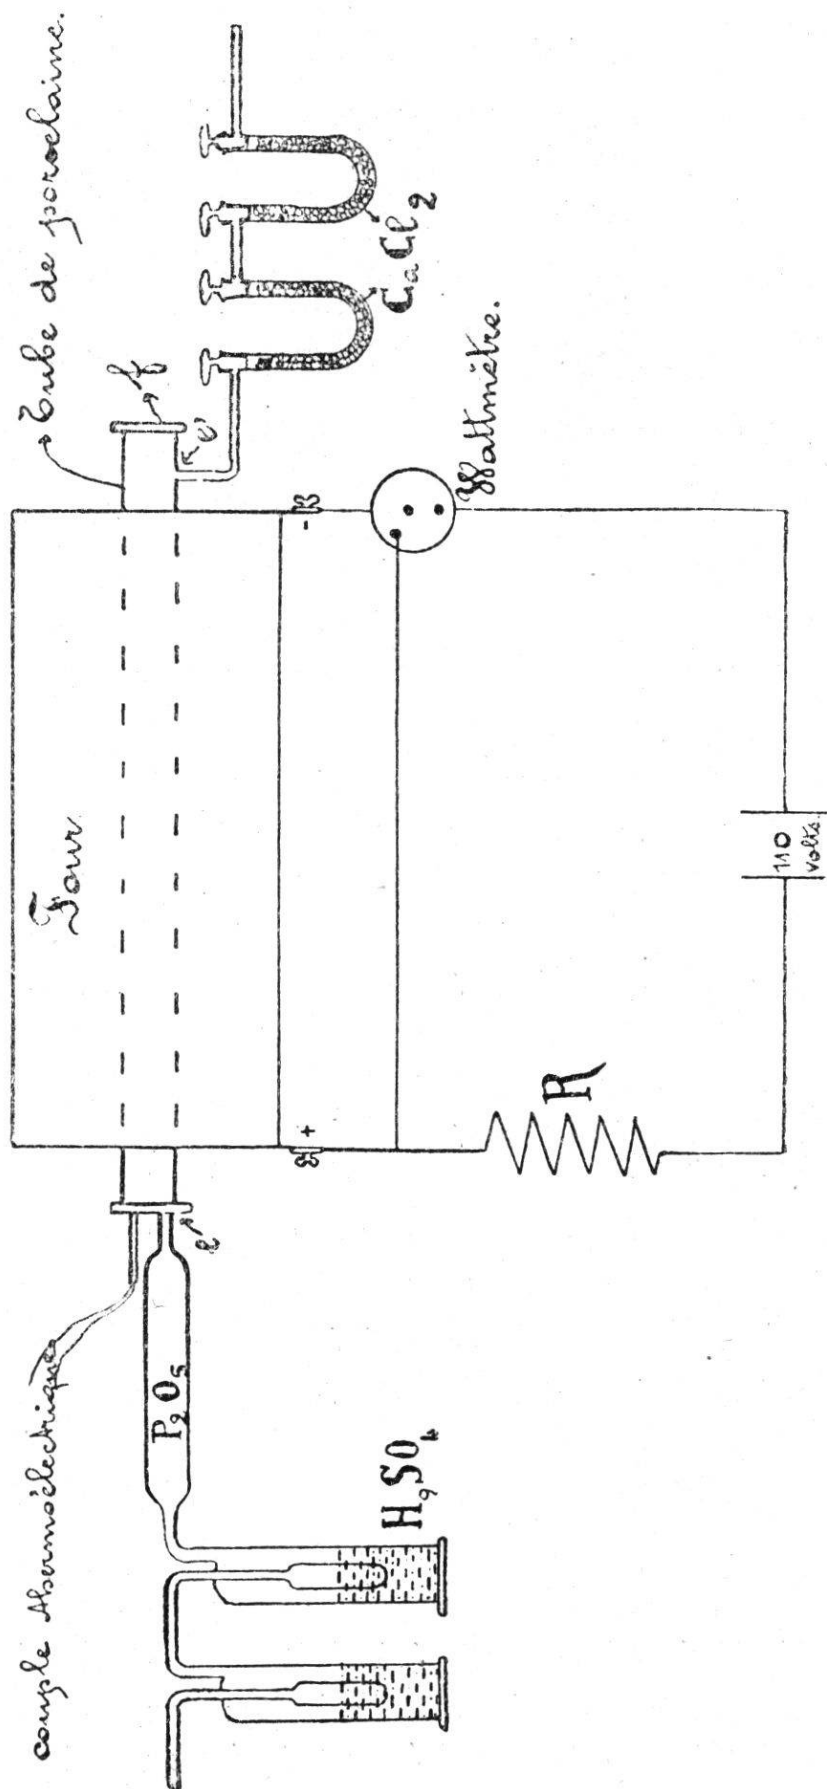 couple thermoélectrique
P₂O₅
H₂SO₄
e
Four
+
-
R
110
volts.
Tube de porcelaine.
f
e'
CaCl₂
Wattmètre.